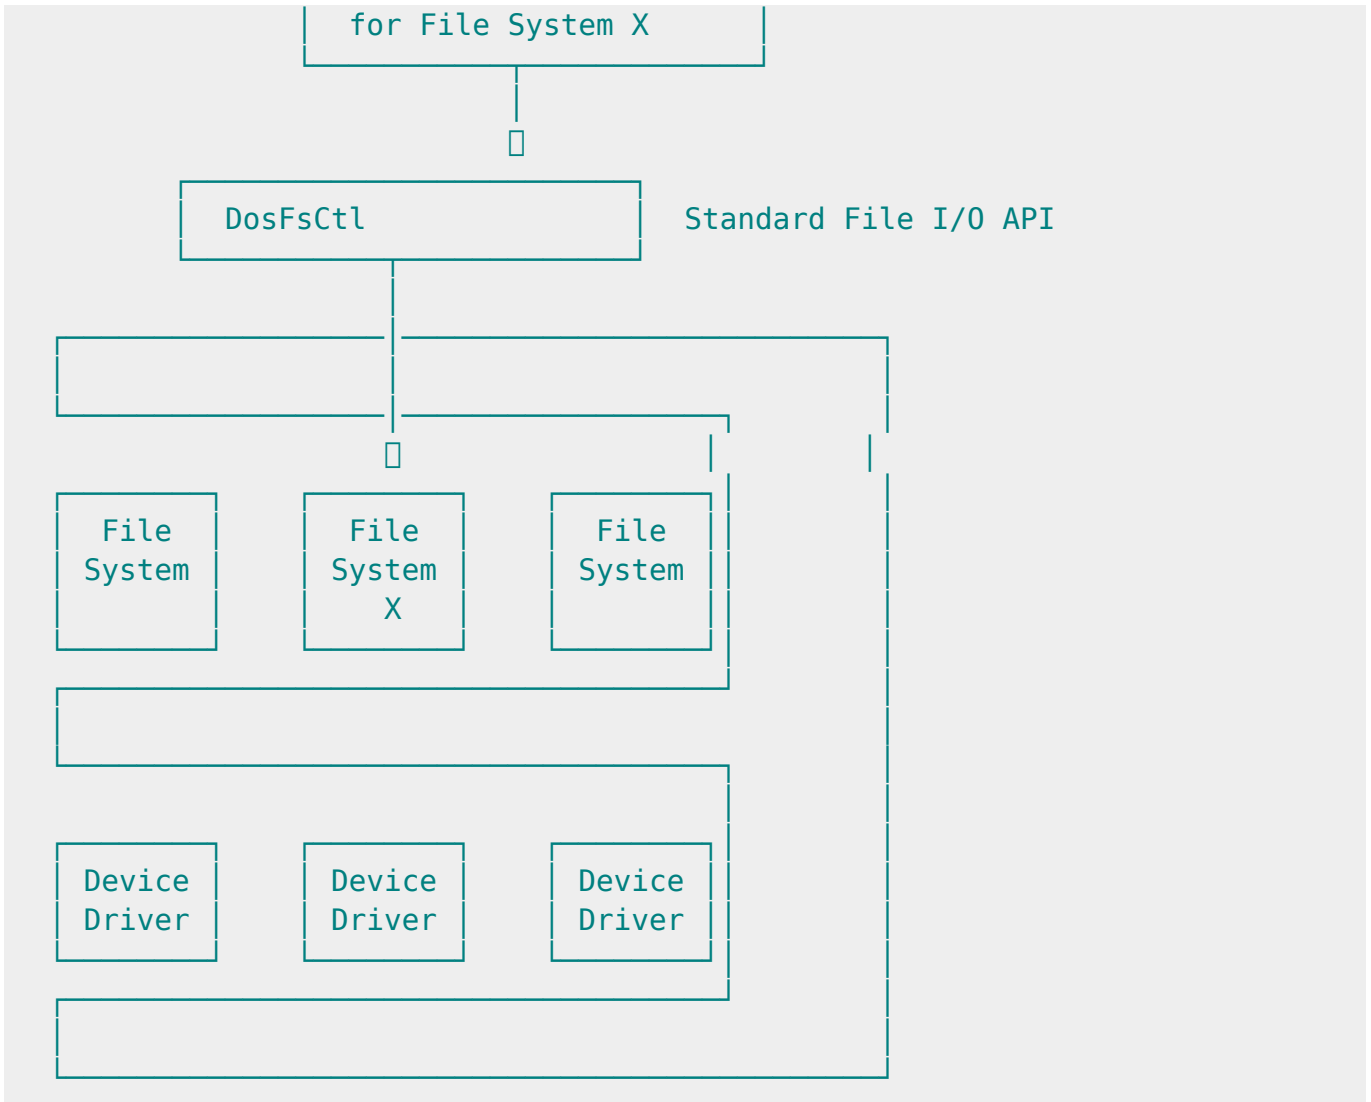 for File System X
DosFsCtl Standard File I/O API
File File File
System System System
X
Device Device Device
Driver Driver Driver